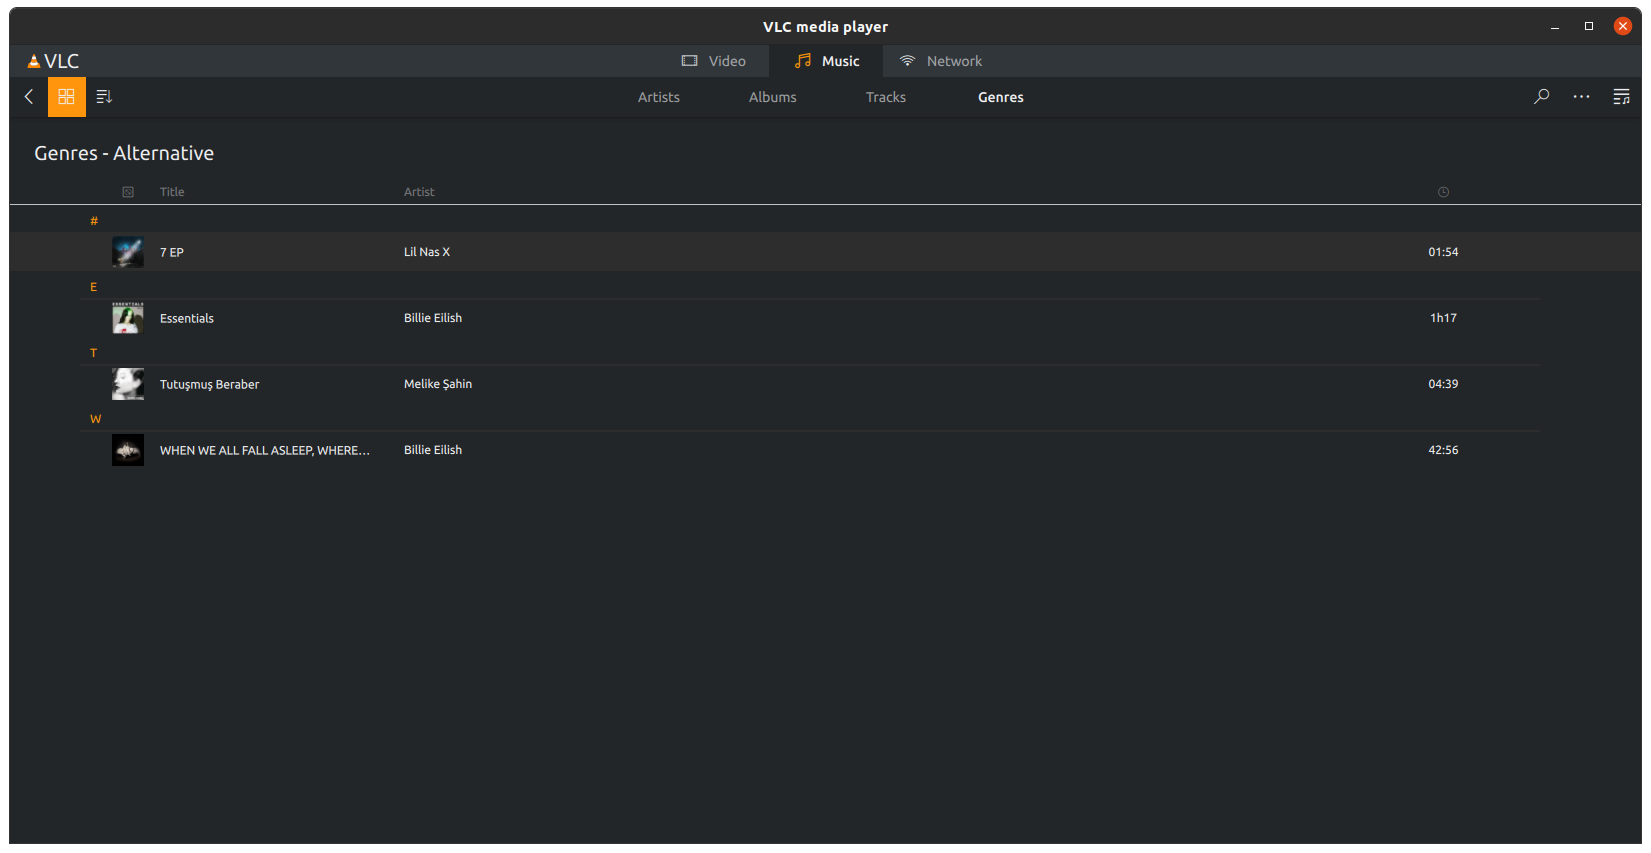 VLC media player
VLC Video Music Network
Artists Albums Tracks Genres
Genres - Alternative
Title Artist
#
7 EP Lil Nas X 01:54
E
ESSENTIALS
Essentials Billie Eilish 1h17
T
Tutuşmuş Beraber Melike Şahin 04:39
W
WHEN WE ALL FALL ASLEEP, WHERE... Billie Eilish 42:56